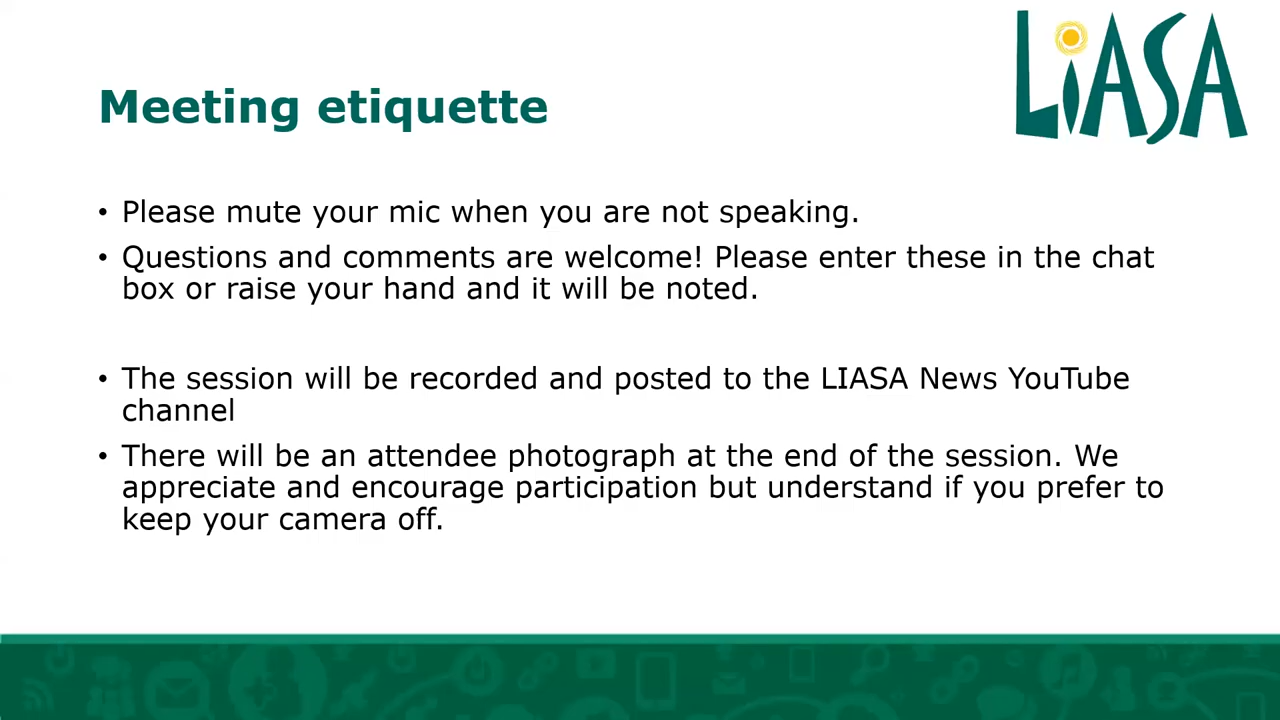 LiASA
Meeting etiquette
• Please mute your mic when you are not speaking.
• Questions and comments are welcome! Please enter these in the chat
box or raise your hand and it will be noted.
• The session will be recorded and posted to the LIASA News YouTube
channel
• There will be an attendee photograph at the end of the session. We
appreciate and encourage participation but understand if you prefer to
keep your camera off.